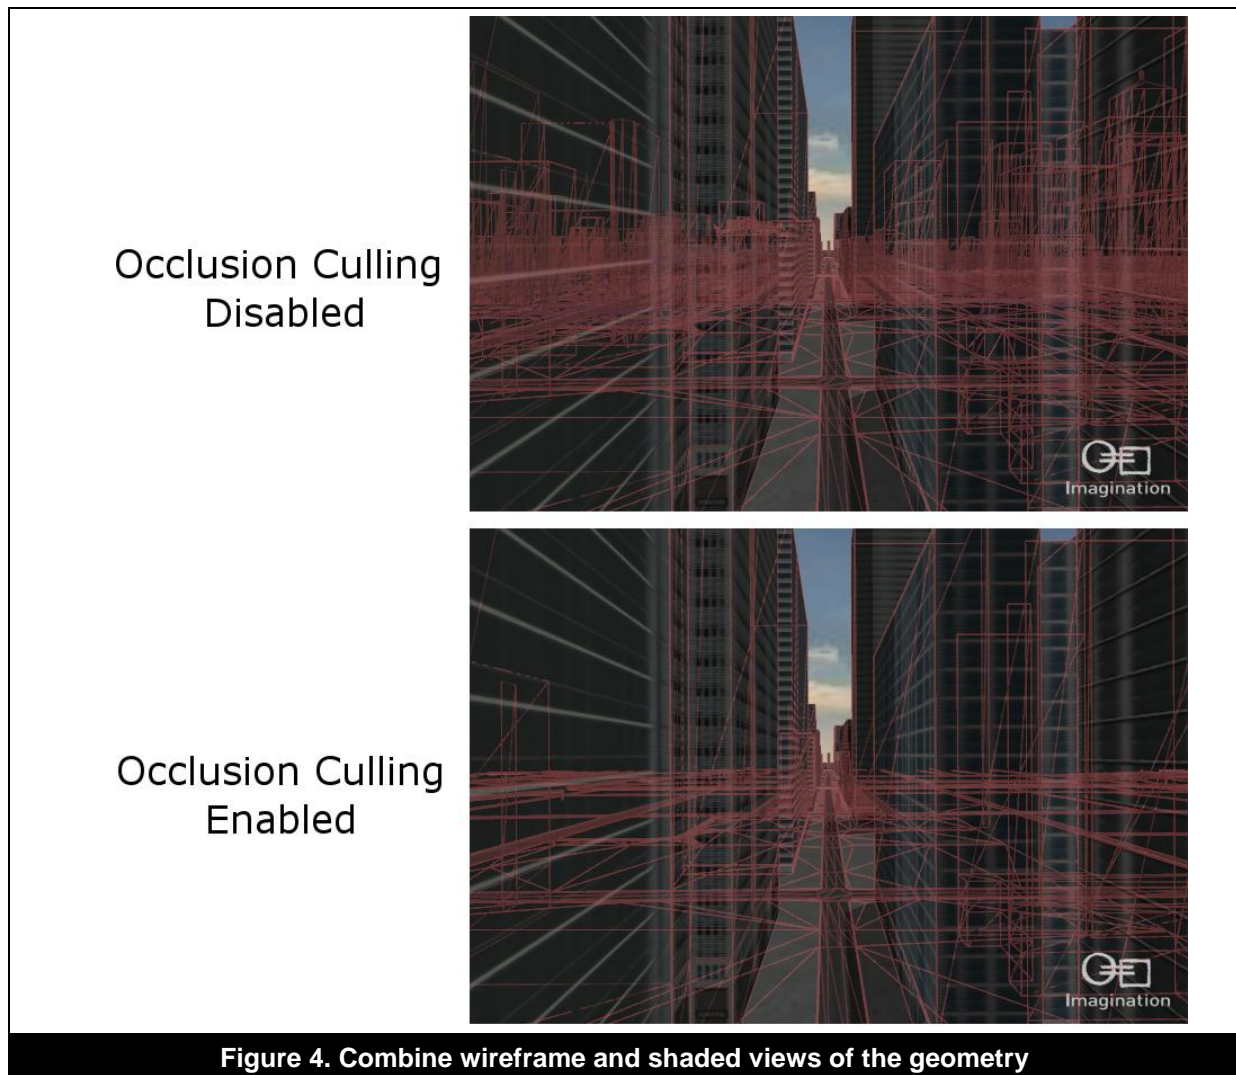 Occlusion Culling
Disabled
Imagination
Occlusion Culling
Enabled
Imagination
Figure 4. Combine wireframe and shaded views of the geometry